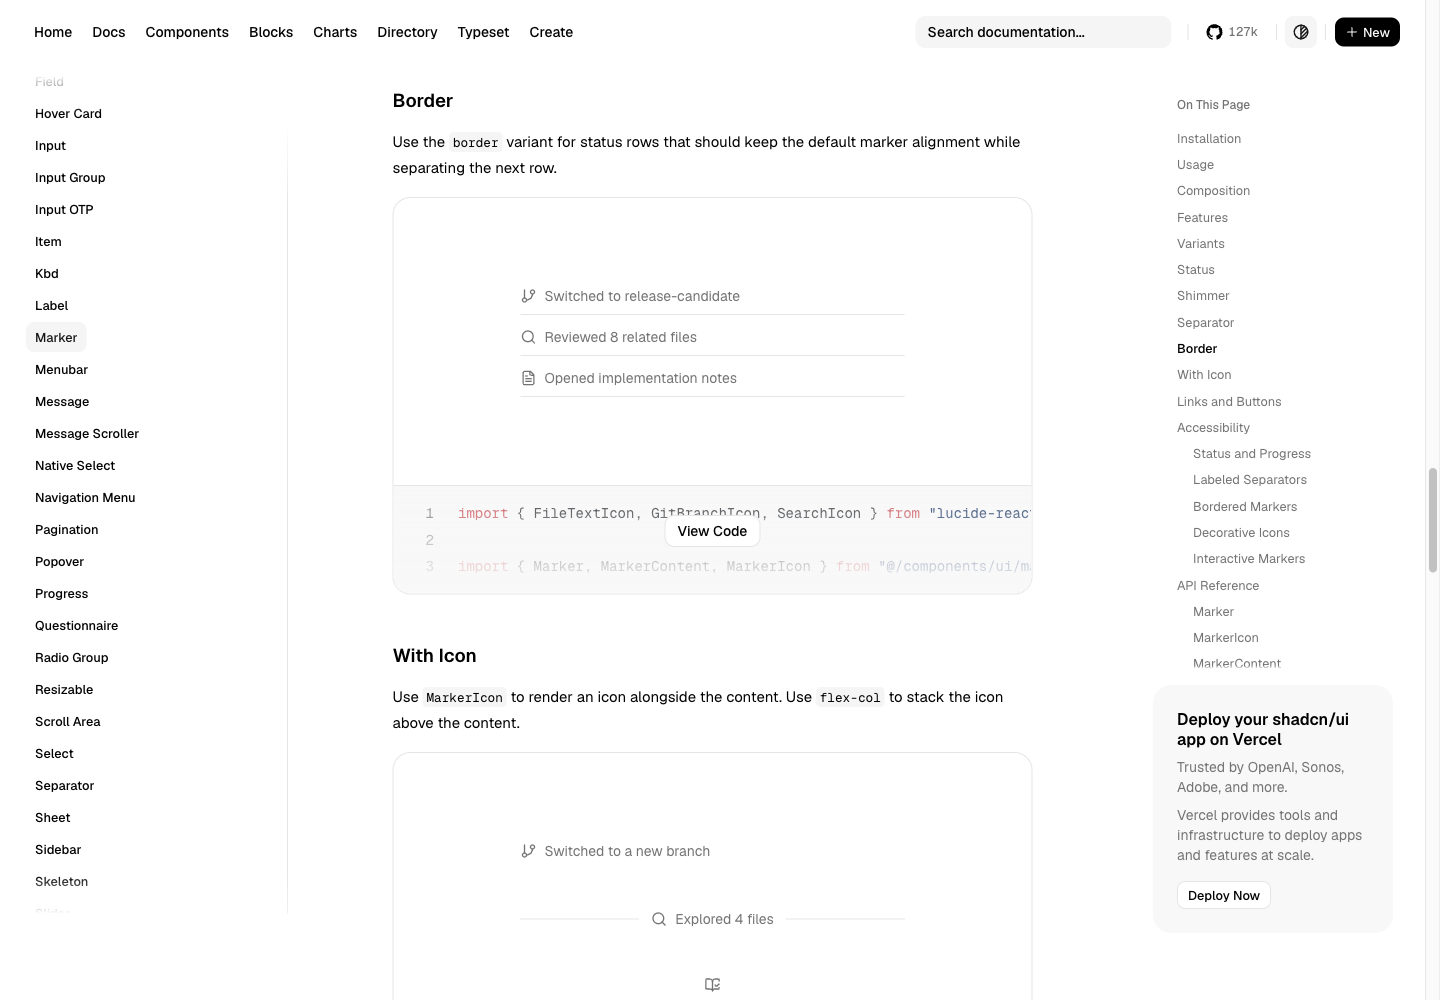 Home Docs Components Blocks Charts Directory Typeset Create
Search documentation...
127k
New
Field
Hover Card
Input
Input Group
Input OTP
Item
Kbd
Label
Marker
Menubar
Message
Message Scroller
Native Select
Navigation Menu
Pagination
Popover
Progress
Questionnaire
Radio Group
Resizable
Scroll Area
Select
Separator
Sheet
Sidebar
Skeleton
Slider
Border
Use the border variant for status rows that should keep the default marker alignment while
separating the next row.
Switched to release-candidate
Reviewed 8 related files
Opened implementation notes
1 import { FileTextIcon, GitBranchIcon, SearchIcon } from "lucide-reac
2
View Code
3 import { Marker, MarkerContent, MarkerIcon } from "@/components/ui/m
With Icon
Use MarkerIcon to render an icon alongside the content. Use flex-col to stack the icon
above the content.
Switched to a new branch
Explored 4 files
On This Page
Installation
Usage
Composition
Features
Variants
Status
Shimmer
Separator
Border
With Icon
Links and Buttons
Accessibility
Status and Progress
Labeled Separators
Bordered Markers
Decorative Icons
Interactive Markers
API Reference
Marker
MarkerIcon
MarkerContent
Deploy your shadcn/ui
app on Vercel
Trusted by OpenAI, Sonos,
Adobe, and more.
Vercel provides tools and
infrastructure to deploy apps
and features at scale.
Deploy Now